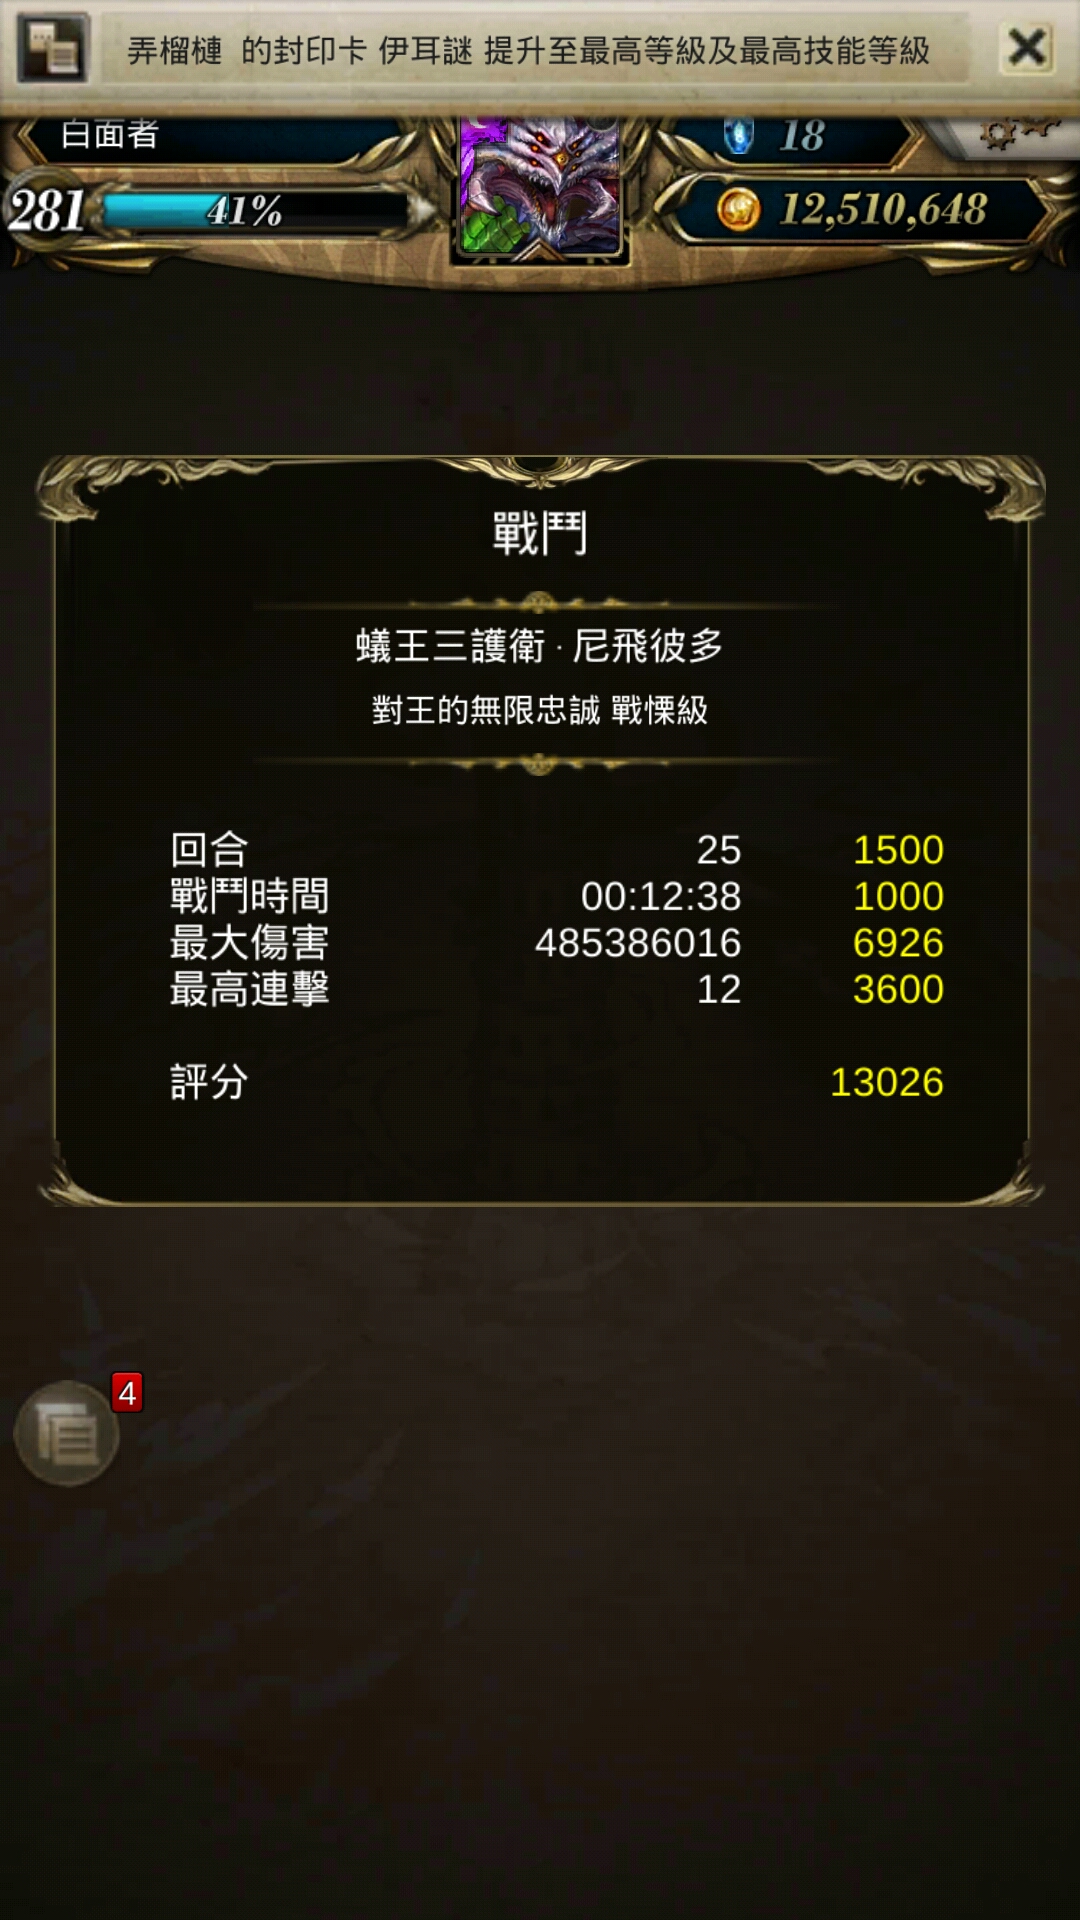 弄榴槤 的封印卡 伊耳謎 提升至最高等級及最高技能等級
白面者
18
281
41%
12,510,648
戰鬥
蟻王三護衛 · 尼飛彼多
對王的無限忠誠 戰慄級
回合 25 1500
戰鬥時間 00:12:38 1000
最大傷害 485386016 6926
最高連擊 12 3600
評分 13026
4